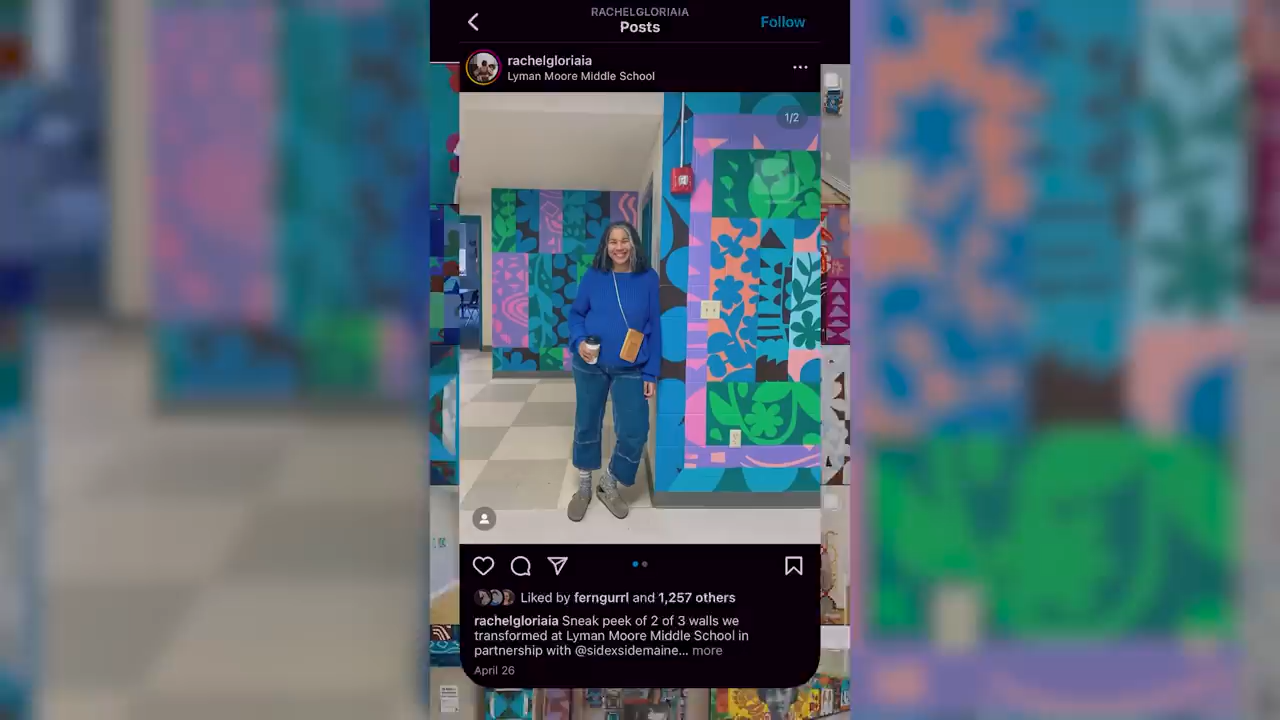 RACHELGLORIAIA
Posts
Follow
rachelgloriaia
Lyman Moore Middle School
1/2
Liked by ferngurrl and 1,257 others
rachelgloriaia Sneak peek of 2 of 3 walls we
transformed at Lyman Moore Middle School in
partnership with @sidexsidemaine... more
April 26